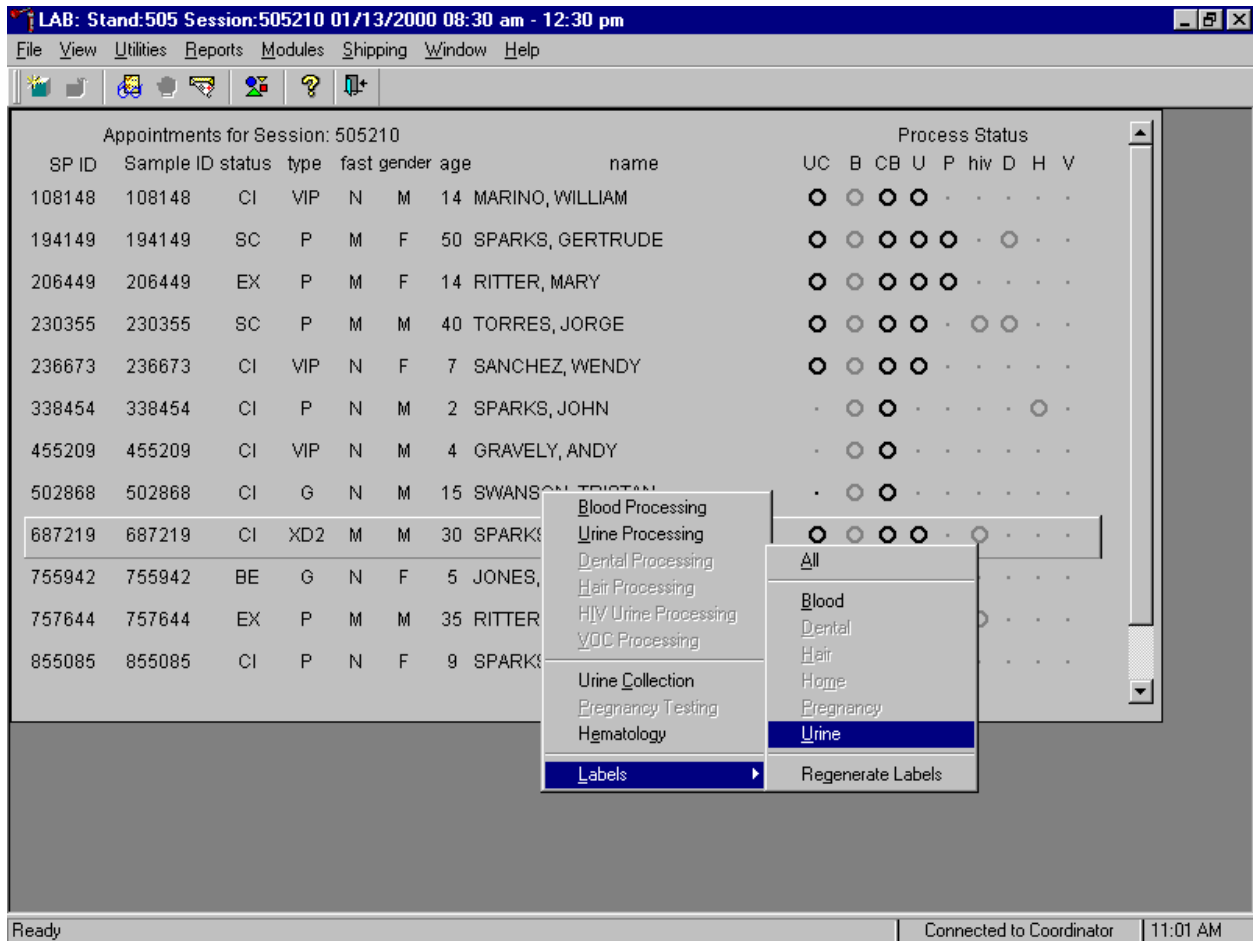 LAB: Stand:505 Session:505210 01/13/2000 08:30 am - 12:30 pm
File View Utilities Reports Modules Shipping Window Help
Appointments for Session: 505210 Process Status
SP ID Sample ID status type fast gender age name UC B CB U P hiv D H V
108148 108148 CI VIP N M 14 MARINO, WILLIAM
194149 194149 SC P M F 50 SPARKS, GERTRUDE
206449 206449 EX P M F 14 RITTER, MARY
230355 230355 SC P M M 40 TORRES, JORGE
236673 236673 CI VIP N F 7 SANCHEZ, WENDY
338454 338454 CI P N M 2 SPARKS, JOHN
455209 455209 CI VIP N M 4 GRAVELY, ANDY
502868 502868 CI G N M 15 SWANSON, TRISTAN
687219 687219 CI XD2 M M 30 SPARKS
755942 755942 BE G N F 5 JONES,
757644 757644 EX P M M 35 RITTER
855085 855085 CI P N F 9 SPARKS
Blood Processing
Urine Processing
Dental Processing
Hair Processing
HIV Urine Processing
VOC Processing
Urine Collection
Pregnancy Testing
Hematology
Labels
All
Blood
Dental
Hair
Home
Pregnancy
Urine
Regenerate Labels
Ready Connected to Coordinator 11:01 AM